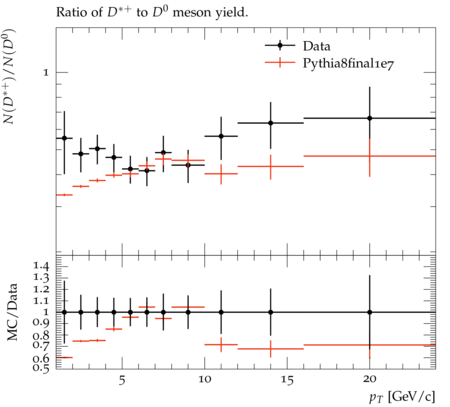 Ratio of D*+ to D0 meson yield.
N(D*+)/N(D0)
1
Data
Pythia8final1e7
MC/Data
1.4
1.3
1.2
1.1
1
0.9
0.8
0.7
0.6
0.5
5 10 15 20
pT [GeV/c]